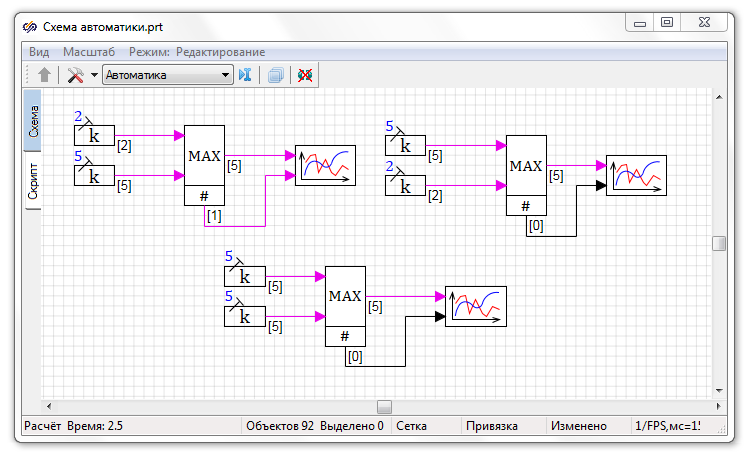 Схема автоматики.prt
Вид Масштаб Режим: Редактирование
Автоматика
Схема
Скрипт
2
k
[2]
5
k
[5]
MAX
[5]
#
[1]
5
k
[5]
2
k
[2]
MAX
[5]
#
[0]
5
k
[5]
5
k
[5]
MAX
[5]
#
[0]
Расчёт Время: 2.5 Объектов 92 Выделено 0 Сетка Привязка Изменено 1/FPS,мс=15